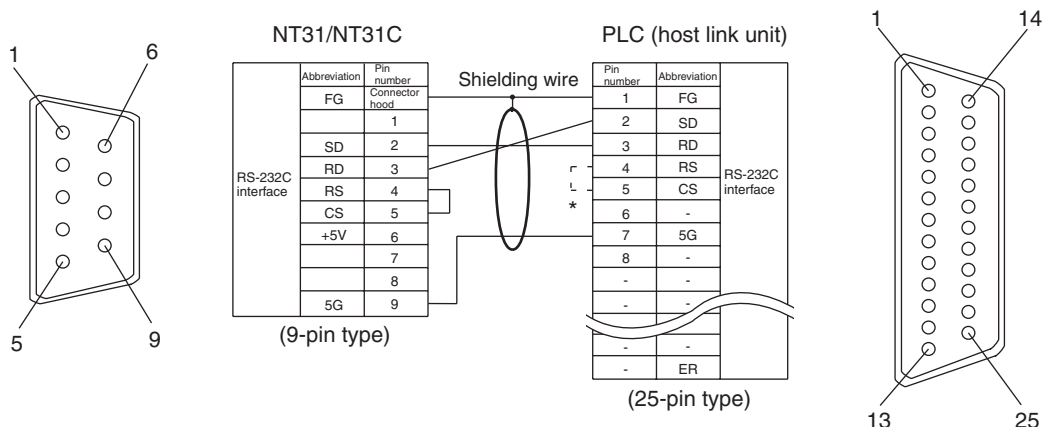 NT31/NT31C
PLC (host link unit)
1
6
5
9
Abbreviation
Pin number
FG
Connector hood
1
SD
2
RD
3
RS
4
CS
5
+5V
6
7
8
5G
9
RS-232C
interface
(9-pin type)
Shielding wire
*
Pin number
Abbreviation
1
FG
2
SD
3
RD
4
RS
5
CS
6
-
7
5G
8
-
-
-
-
-
-
-
-
ER
RS-232C
interface
(25-pin type)
1
14
13
25